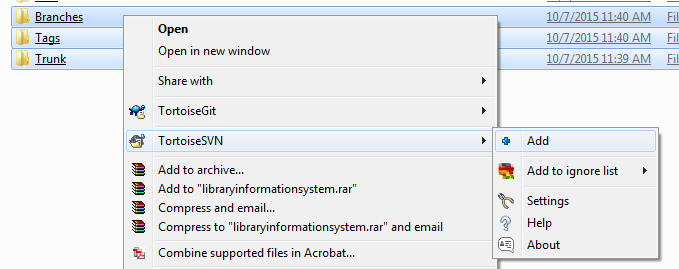 Branches 10/7/2015 11:40 AM Fil
Tags 10/7/2015 11:40 AM Fil
Trunk 10/7/2015 11:39 AM Fil
Open
Open in new window
Share with
TortoiseGit
TortoiseSVN
Add to archive...
Add to "libraryinformationsystem.rar"
Compress and email...
Compress to "libraryinformationsystem.rar" and email
Combine supported files in Acrobat...
Add
Add to ignore list
Settings
Help
About